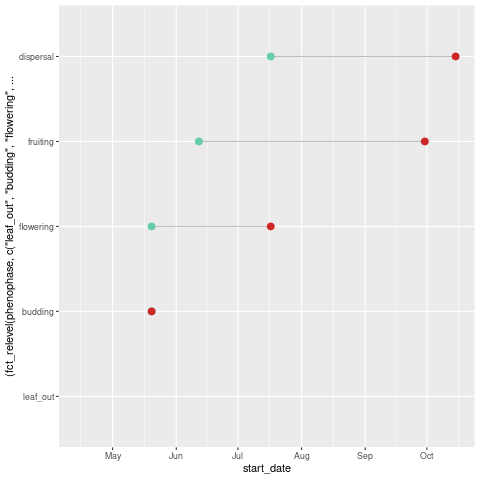 (fct_relevel(phenophase, c("leaf_out", "budding", "flowering", ...
dispersal
fruiting
flowering
budding
leaf_out
May Jun Jul Aug Sep Oct
start_date